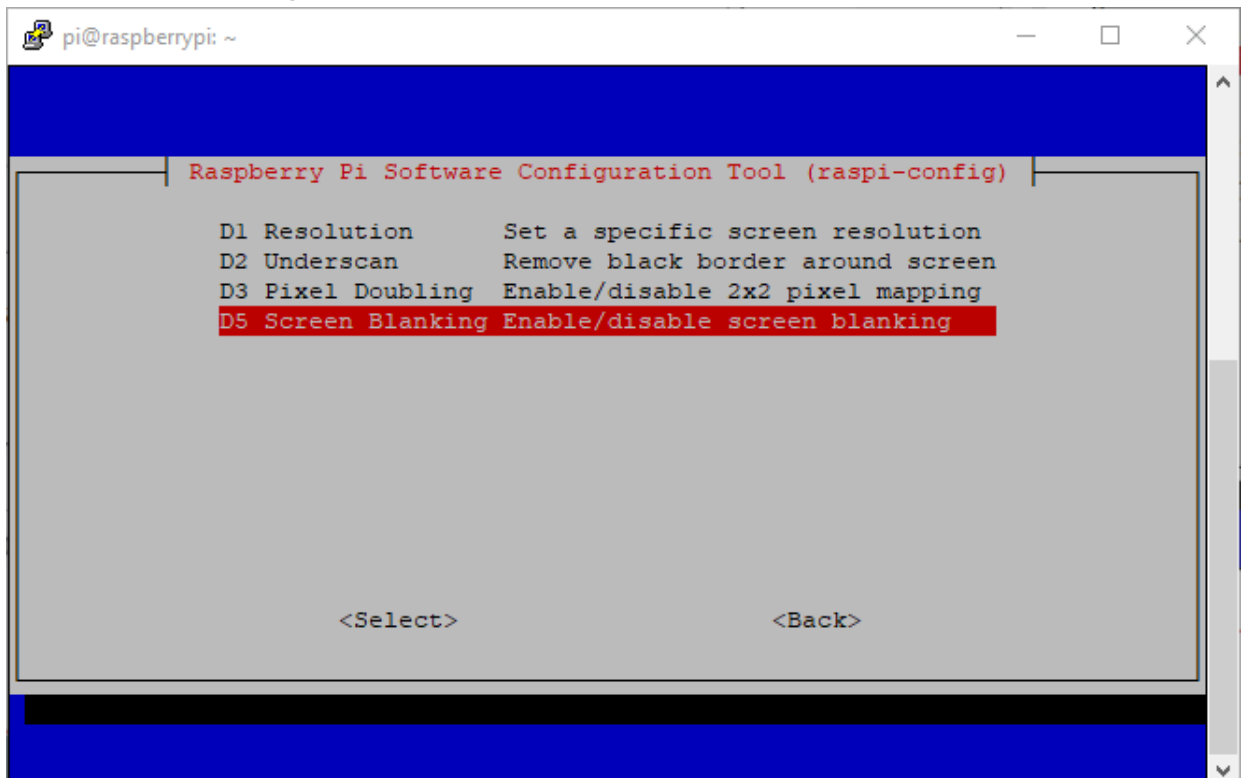 pi@raspberrypi: ~
Raspberry Pi Software Configuration Tool (raspi-config)
D1 Resolution Set a specific screen resolution
D2 Underscan Remove black border around screen
D3 Pixel Doubling Enable/disable 2x2 pixel mapping
D5 Screen Blanking Enable/disable screen blanking
<Select> <Back>